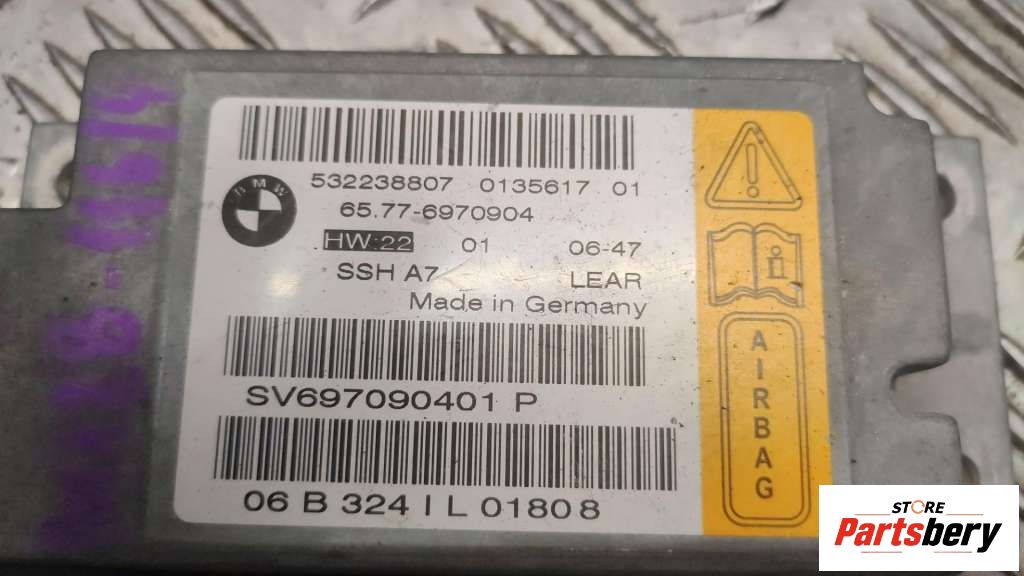 BMW
532238807 0135617 01
65.77-6970904
HW:22 01 06-47
SSH A7 LEAR
Made in Germany
SV697090401 P
06 B 324 I L 01808
AIRBAG
STORE
Partsbery